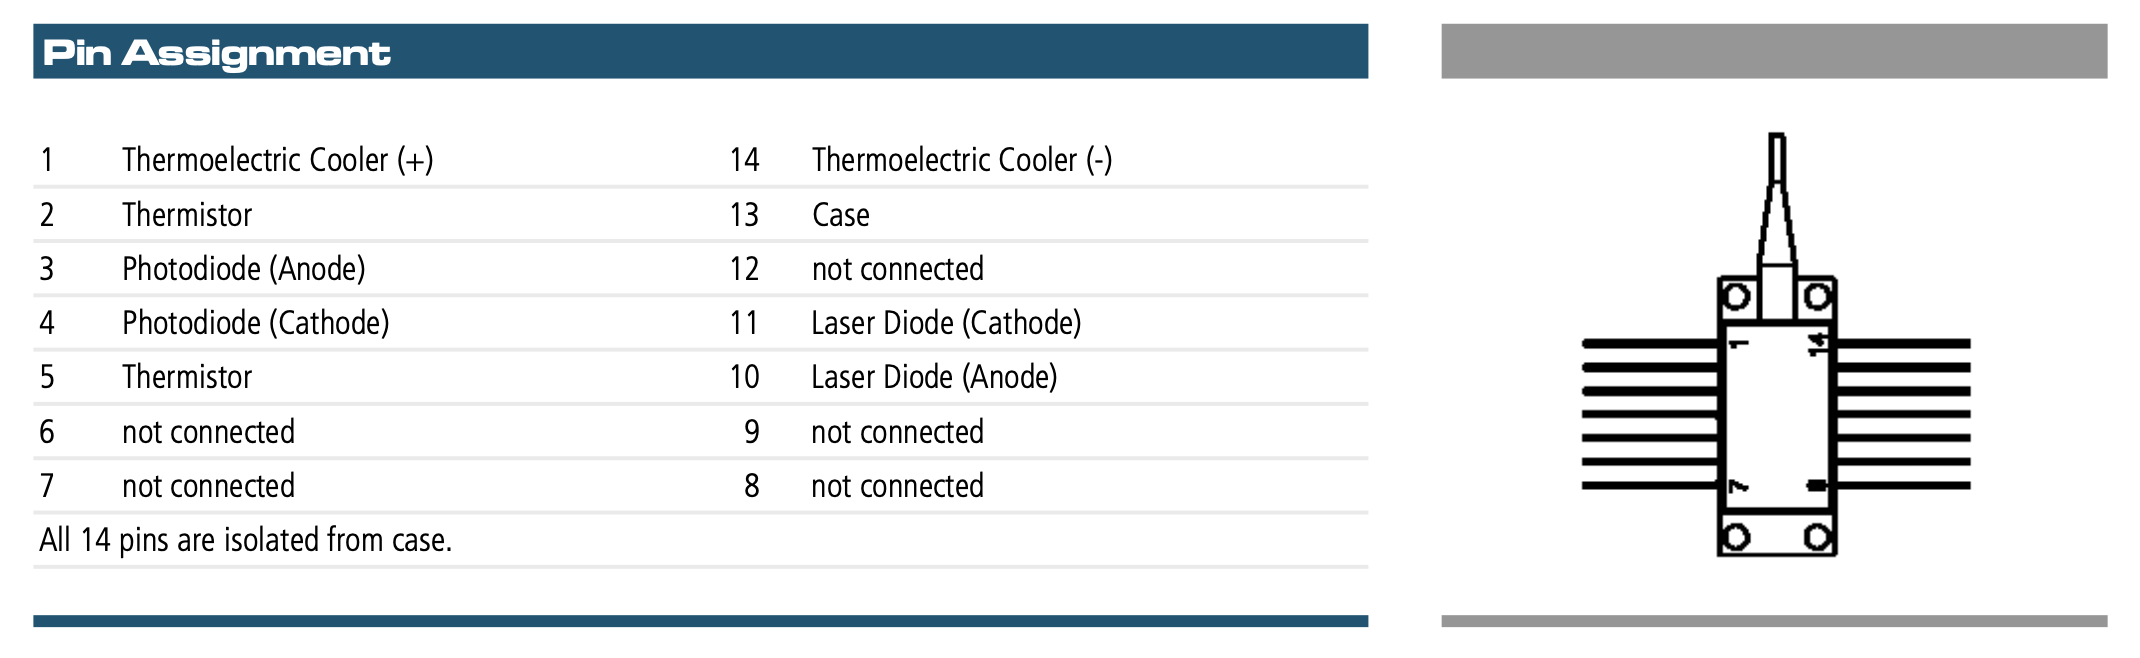 Pin Assignment
1 Thermoelectric Cooler (+) 14 Thermoelectric Cooler (-)
2 Thermistor 13 Case
3 Photodiode (Anode) 12 not connected
4 Photodiode (Cathode) 11 Laser Diode (Cathode)
5 Thermistor 10 Laser Diode (Anode)
6 not connected 9 not connected
7 not connected 8 not connected
All 14 pins are isolated from case.
1 14
7 8